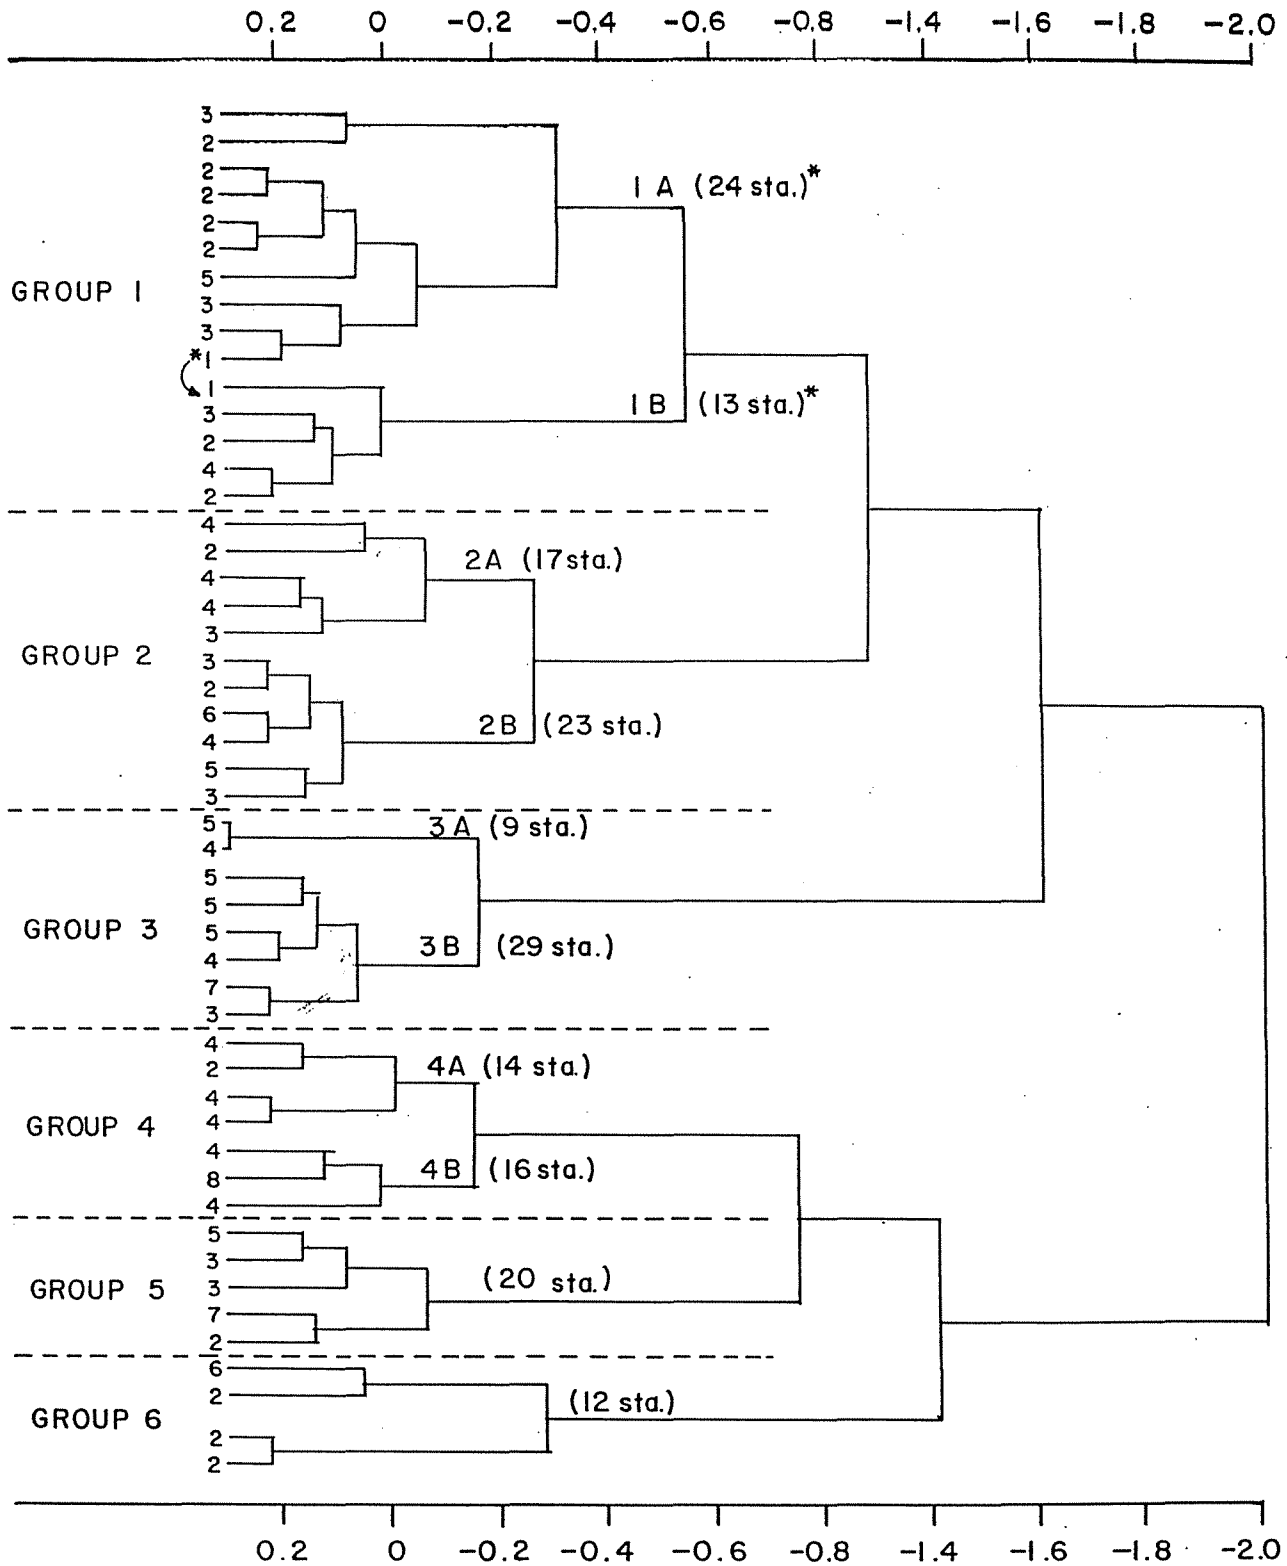 0.2 0 -0.2 -0.4 -0.6 -0.8 -1.4 -1.6 -1.8 -2.0
3
2
2
2
1 A (24 sta.)*
2
2
5
GROUP 1
3
3
*1
1
1 B (13 sta.)*
3
2
4
2
4
2
2A (17sta.)
4
4
3
GROUP 2
3
2
6
2B (23 sta.)
4
5
3
5
3A (9 sta.)
4
5
5
GROUP 3
5
3B (29 sta.)
4
7
3
4
4A (14 sta.)
2
4
4
GROUP 4
4
4B (16 sta.)
8
4
5
3
(20 sta.)
GROUP 5
3
7
2
6
2
(12 sta.)
GROUP 6
2
2
0.2 0 -0.2 -0.4 -0.6 -0.8 -1.4 -1.6 -1.8 -2.0